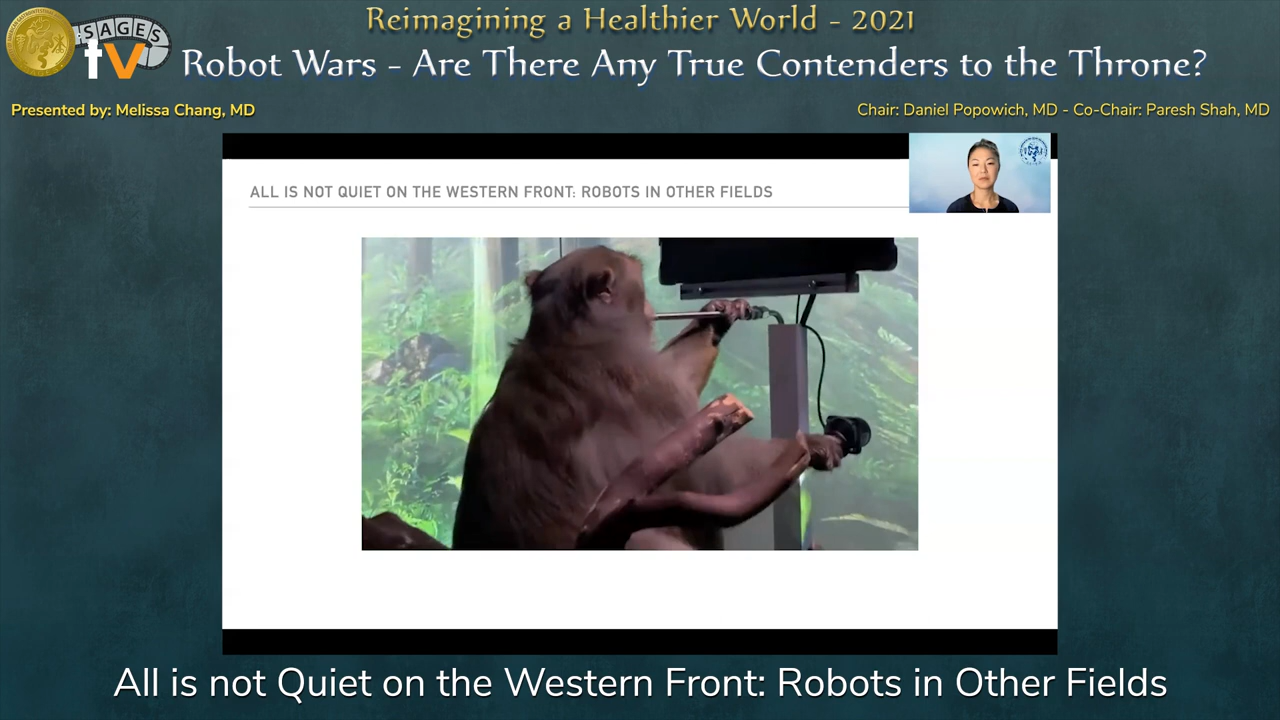 SAGES
tv
Reimagining a Healthier World - 2021
Robot Wars - Are There Any True Contenders to the Throne?
Presented by: Melissa Chang, MD
Chair: Daniel Popowich, MD - Co-Chair: Paresh Shah, MD
ALL IS NOT QUIET ON THE WESTERN FRONT: ROBOTS IN OTHER FIELDS
All is not Quiet on the Western Front: Robots in Other Fields